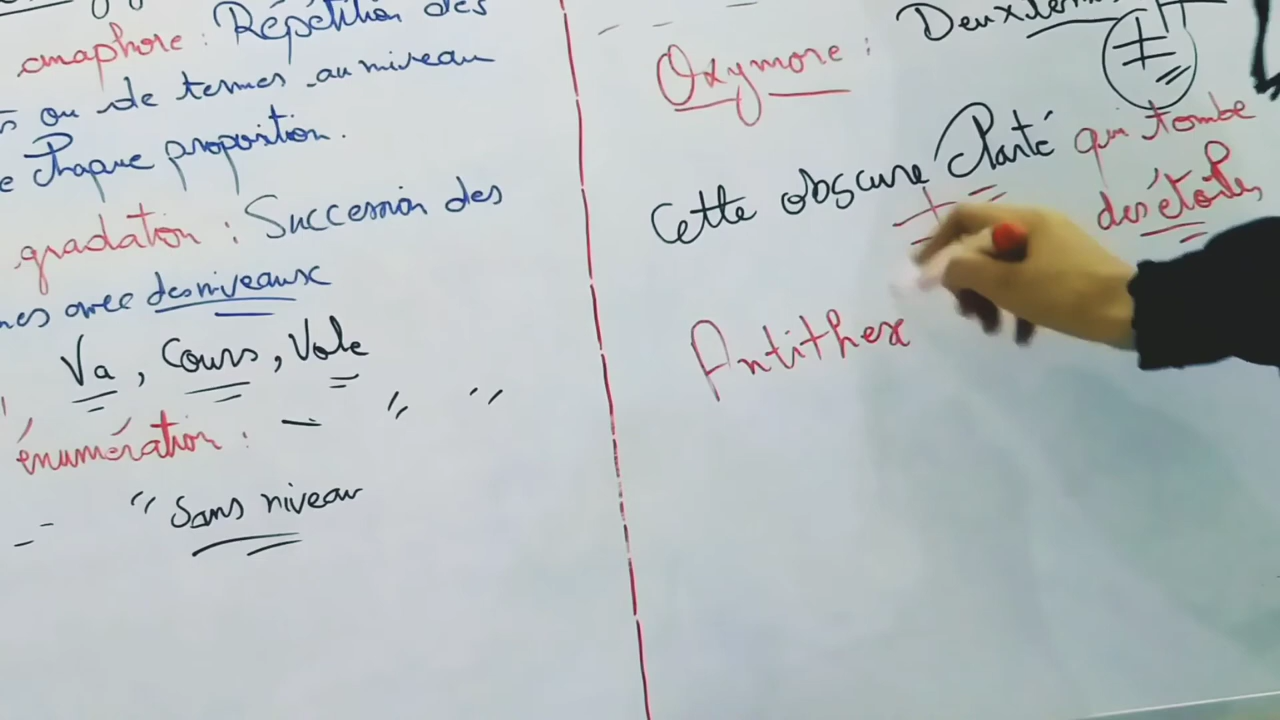 anaphore : Répétition des
ou de termes au niveau
Chaque proposition.
gradation : Succession des
avec des niveaux
Va, Cours, Vole
énumération : — " "
" Sans niveau
Oxymore : Deux
Cette obscure Clarté qui tombe
des étoiles
Antithese